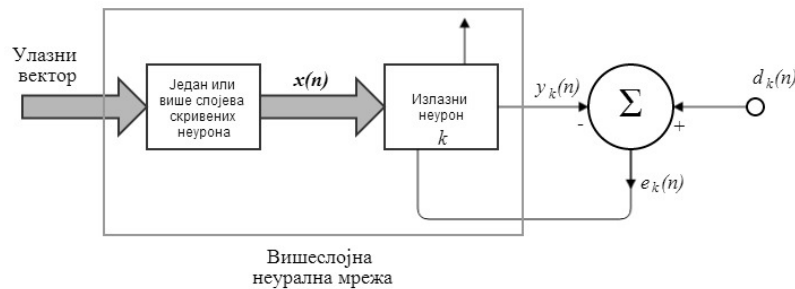 Улазни
вектор
Један или
више слојева
скривених
неурона
x(n)
Излазни
неурон
k
y k(n)
-
Σ
+
d k(n)
e k(n)
Вишеслојна
неурална мрежа